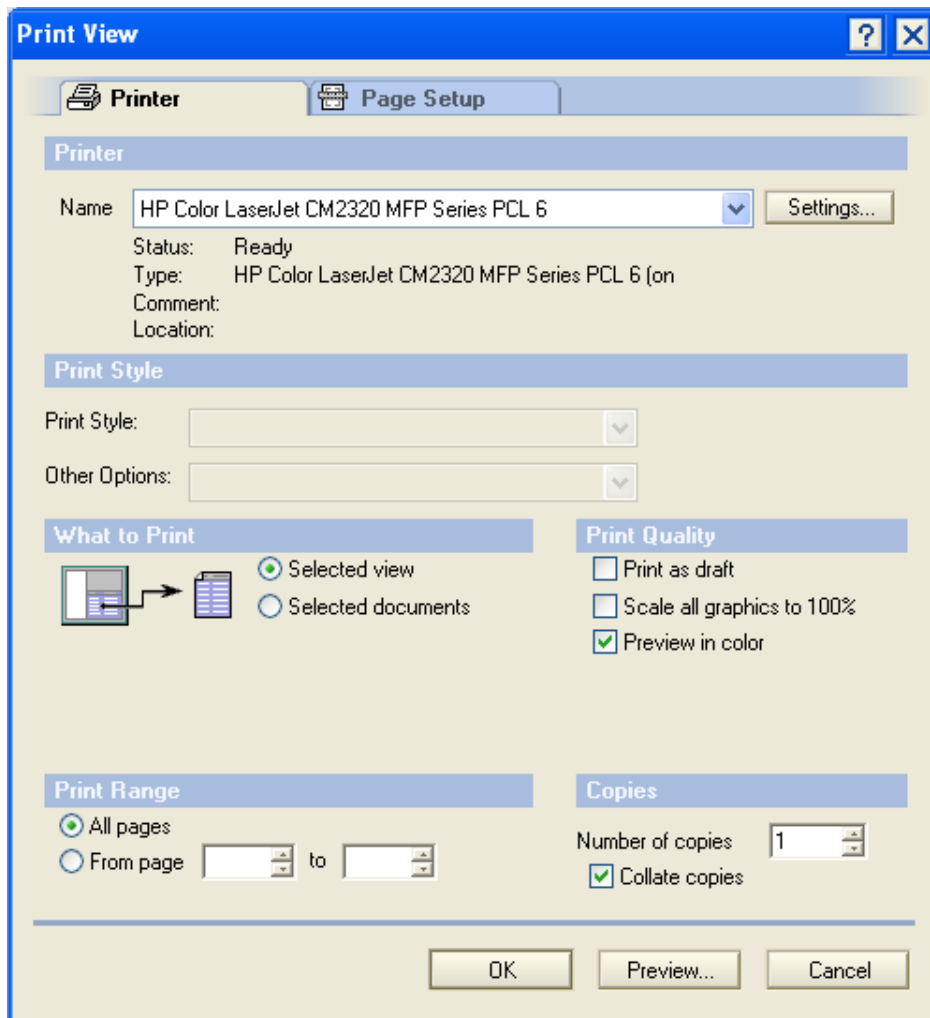 Print View
Printer Page Setup
Printer
Name HP Color LaserJet CM2320 MFP Series PCL 6 Settings...
Status: Ready
Type: HP Color LaserJet CM2320 MFP Series PCL 6 (on
Comment:
Location:
Print Style
Print Style:
Other Options:
What to Print
Selected view
Selected documents
Print Quality
Print as draft
Scale all graphics to 100%
Preview in color
Print Range
All pages
From page to
Copies
Number of copies 1
Collate copies
OK Preview... Cancel